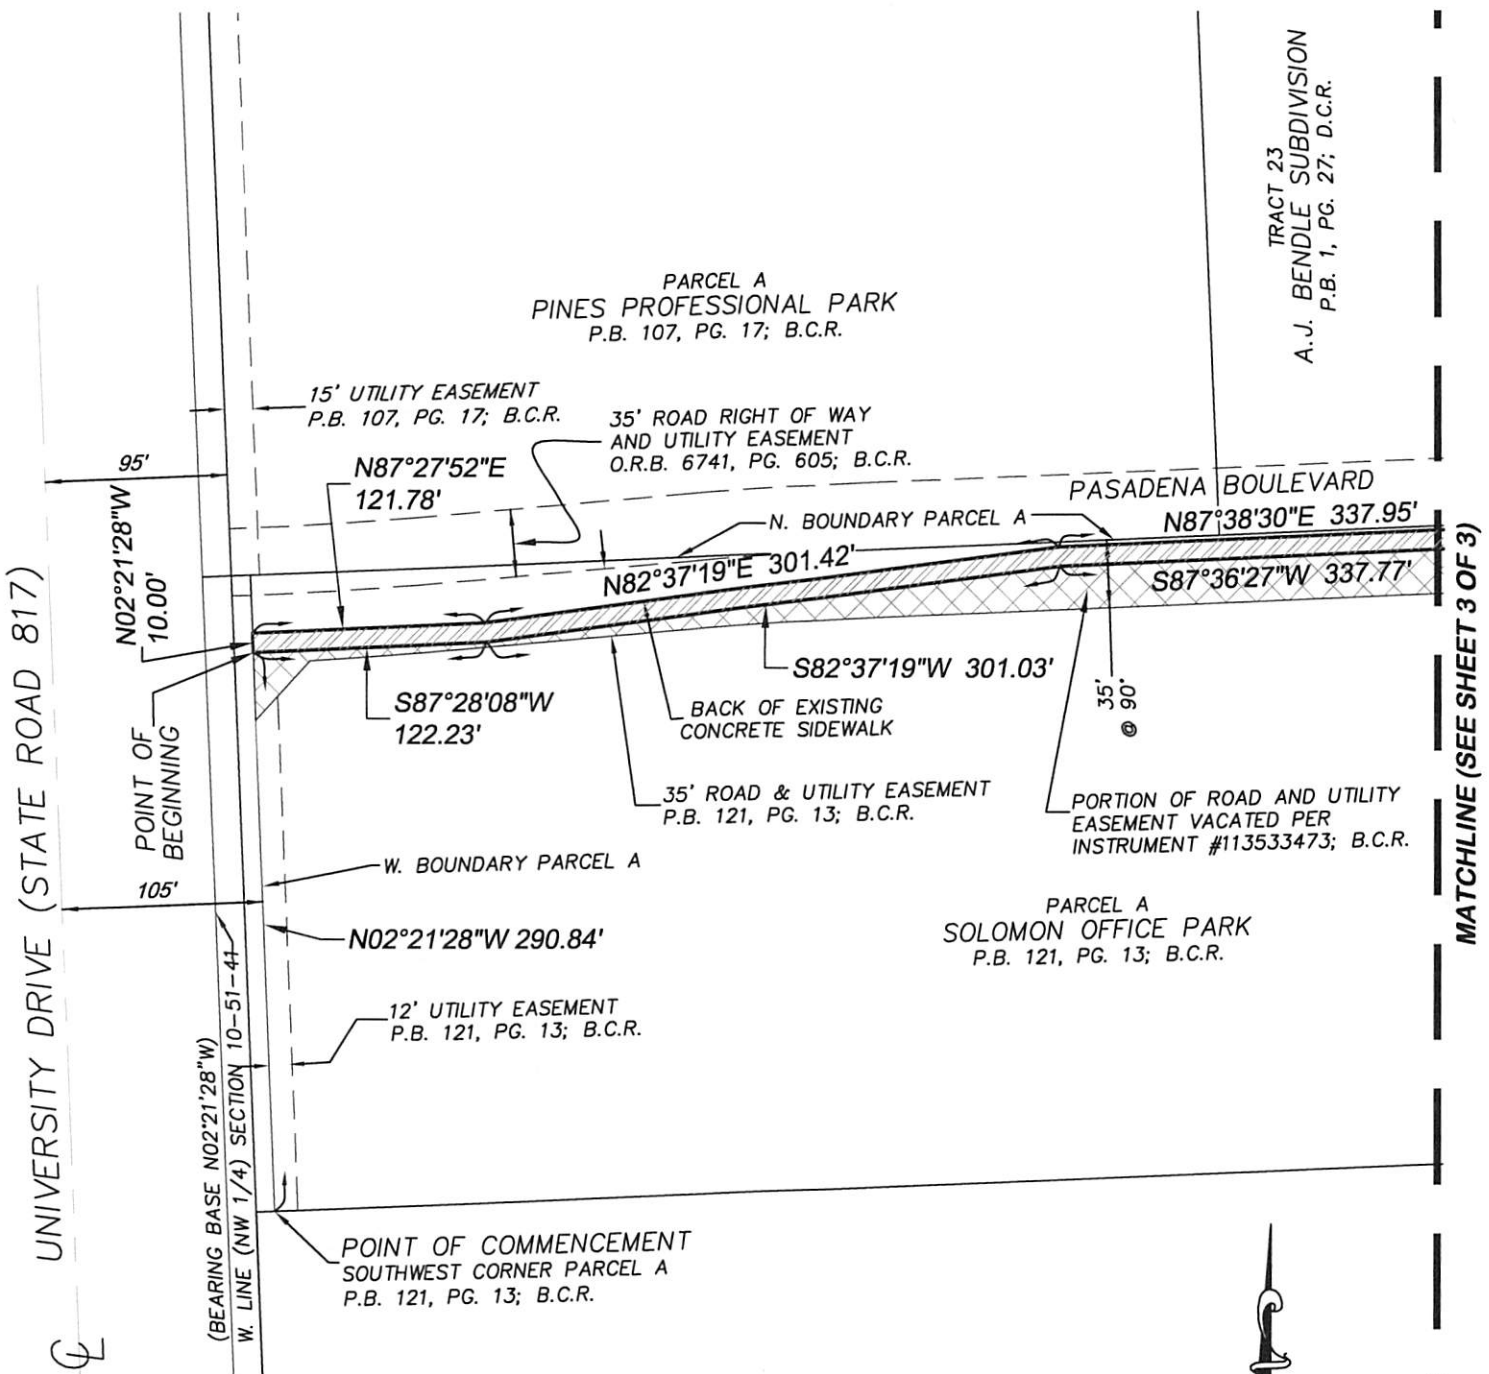 TRACT 23
A.J. BENDLE SUBDIVISION
P.B. 1, PG. 27; D.C.R.
PARCEL A
PINES PROFESSIONAL PARK
P.B. 107, PG. 17; B.C.R.
15' UTILITY EASEMENT
P.B. 107, PG. 17; B.C.R.
35' ROAD RIGHT OF WAY
AND UTILITY EASEMENT
O.R.B. 6741, PG. 605; B.C.R.
95'
N87°27'52"E
121.78'
PASADENA BOULEVARD
N. BOUNDARY PARCEL A
N87°38'30"E 337.95'
N02°21'28"W
10.00'
N82°37'19"E 301.42'
S87°36'27"W 337.77'
S82°37'19"W 301.03'
S87°28'08"W
122.23'
BACK OF EXISTING
CONCRETE SIDEWALK
35'
@ 90°
POINT OF
BEGINNING
35' ROAD & UTILITY EASEMENT
P.B. 121, PG. 13; B.C.R.
PORTION OF ROAD AND UTILITY
EASEMENT VACATED PER
INSTRUMENT #113533473; B.C.R.
MATCHLINE (SEE SHEET 3 OF 3)
UNIVERSITY DRIVE (STATE ROAD 817)
W. BOUNDARY PARCEL A
105'
N02°21'28"W 290.84'
PARCEL A
SOLOMON OFFICE PARK
P.B. 121, PG. 13; B.C.R.
12' UTILITY EASEMENT
P.B. 121, PG. 13; B.C.R.
(BEARING BASE N02°21'28"W)
W. LINE (NW 1/4) SECTION 10-51-41
POINT OF COMMENCEMENT
SOUTHWEST CORNER PARCEL A
P.B. 121, PG. 13; B.C.R.